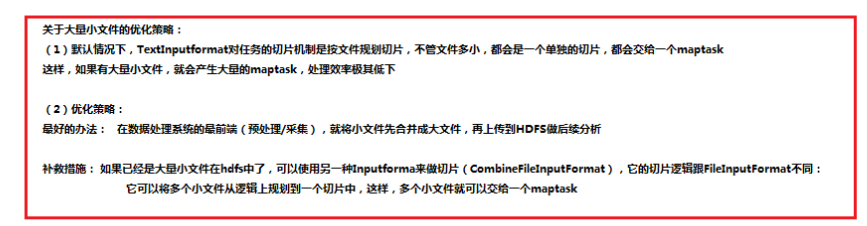 关于大量小文件的优化策略：
（1）默认情况下，TextInputformat对任务的切片机制是按文件规划切片，不管文件多小，都会是一个单独的切片，都会交给一个maptask
这样，如果有大量小文件，就会产生大量的maptask，处理效率极其低下
（2）优化策略：
最好的办法： 在数据处理系统的最前端（预处理/采集），就将小文件先合并成大文件，再上传到HDFS做后续分析
补救措施： 如果已经是大量小文件在hdfs中了，可以使用另一种Inputforma来做切片（CombineFileInputFormat），它的切片逻辑跟FileInputFormat不同：
它可以将多个小文件从逻辑上规划到一个切片中，这样，多个小文件就可以交给一个maptask